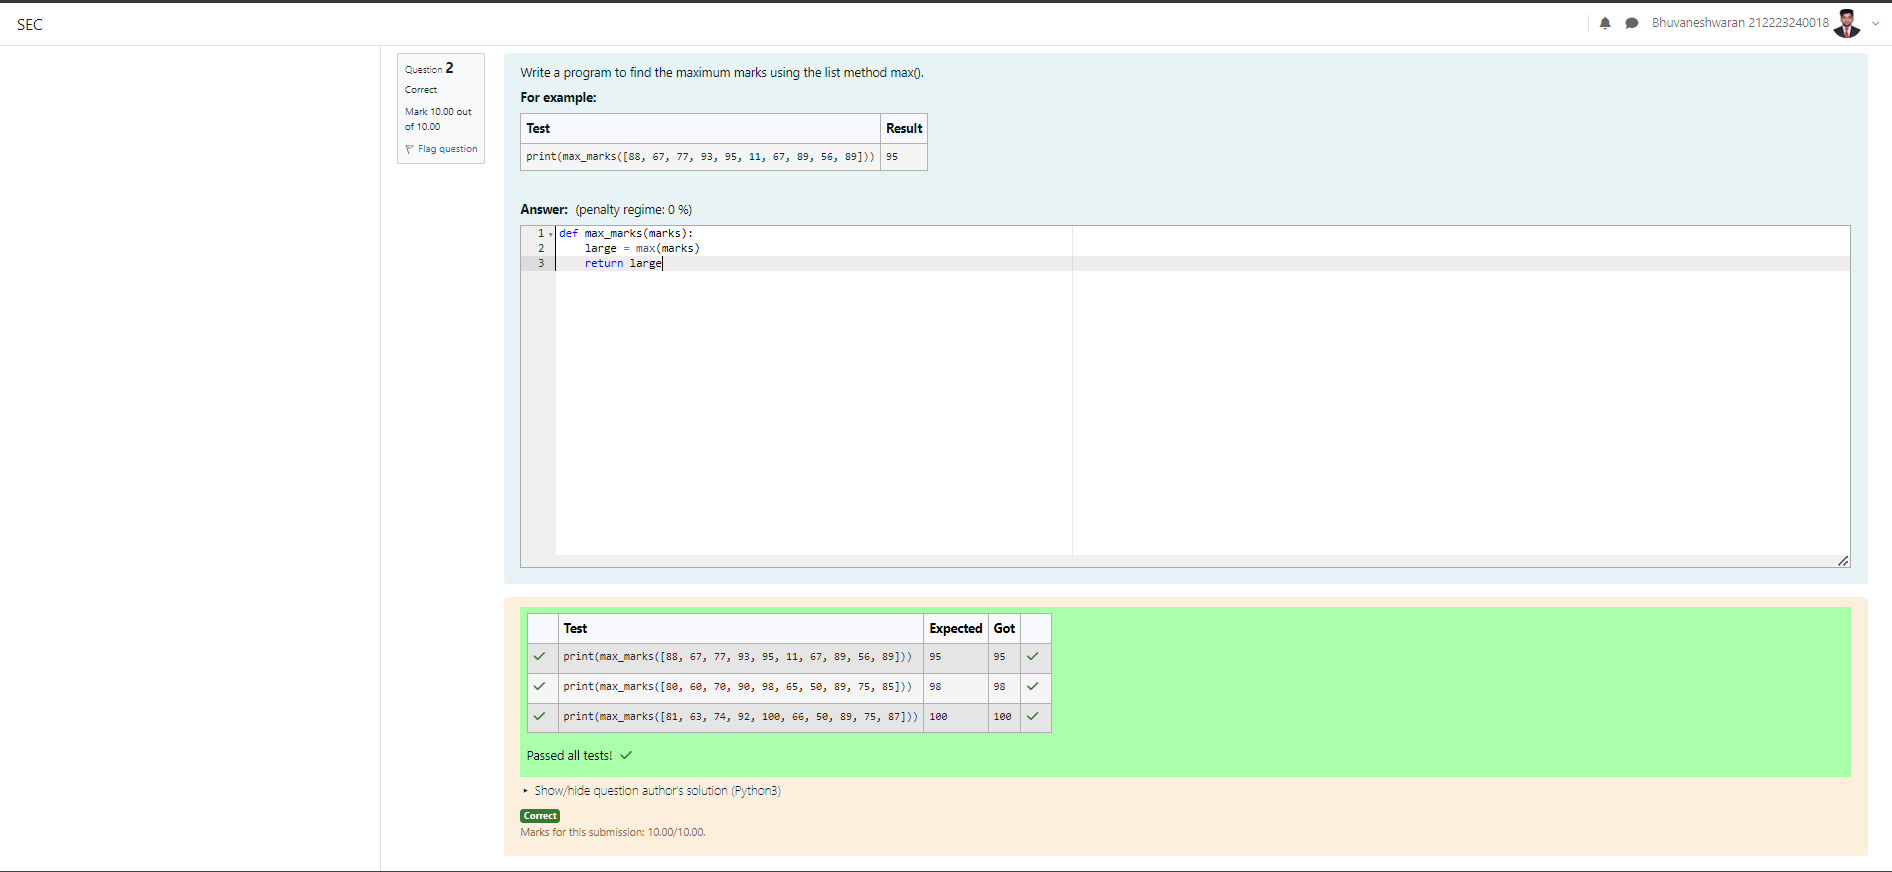 SEC
Bhuvaneshwaran 212223240018
Question 2
Correct
Mark 10.00 out
of 10.00
Flag question
Write a program to find the maximum marks using the list method max().
For example:
Test Result
print(max_marks([88, 67, 77, 93, 95, 11, 67, 89, 56, 89])) 95
Answer: (penalty regime: 0 %)
1 def max_marks(marks):
2 large = max(marks)
3 return large
Test Expected Got
print(max_marks([88, 67, 77, 93, 95, 11, 67, 89, 56, 89])) 95 95
print(max_marks([80, 60, 70, 90, 98, 65, 50, 89, 75, 85])) 98 98
print(max_marks([81, 63, 74, 92, 100, 66, 50, 89, 75, 87])) 100 100
Passed all tests!
Show/hide question author's solution (Python3)
Correct
Marks for this submission: 10.00/10.00.